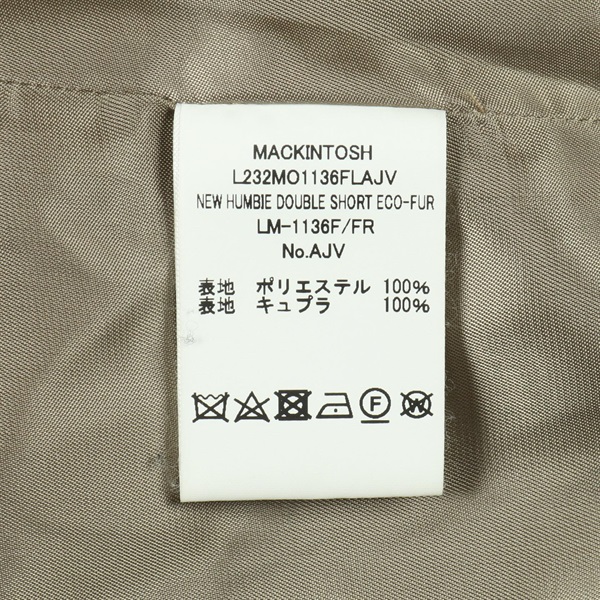 MACKINTOSH
L232MO1136FLAJV
NEW HUMBIE DOUBLE SHORT ECO-FUR
LM-1136F/FR
No.AJV
表地 ポリエステル 100%
表地 キュプラ 100%
F W